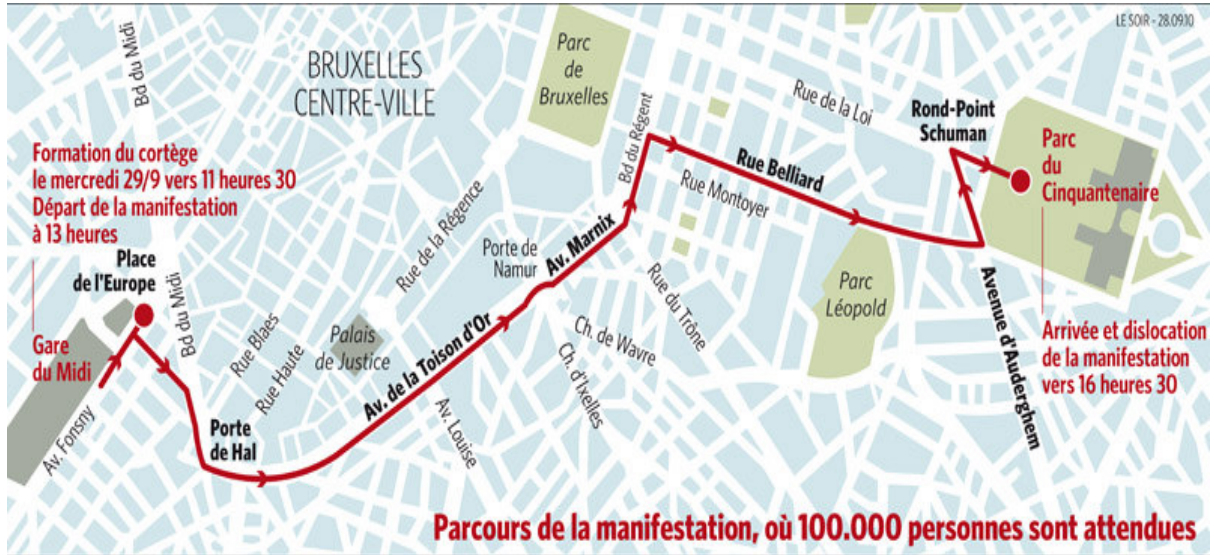 LE SOIR - 28.09.10
BRUXELLES
CENTRE-VILLE
Bd du Midi
Parc
de
Bruxelles
Bd du Régent
Rue de la Loi
Rond-Point
Schuman
Parc
du
Cinquantenaire
Formation du cortège
le mercredi 29/9 vers 11 heures 30
Départ de la manifestation
à 13 heures
Rue Belliard
Rue Montoyer
Rue de la Régence
Porte de
Namur
Av. Marnix
Place
de l'Europe
Bd du Midi
Rue du Trône
Parc
Léopold
Avenue d'Auderghem
Gare
du Midi
Rue Blaes
Rue Haute
Palais
de Justice
Av. de la Toison d'Or
Ch. de Wavre
Ch. d'Ixelles
Arrivée et dislocation
de la manifestation
vers 16 heures 30
Av. Fonsny
Porte
de Hal
Av. Louise
Parcours de la manifestation, où 100.000 personnes sont attendues